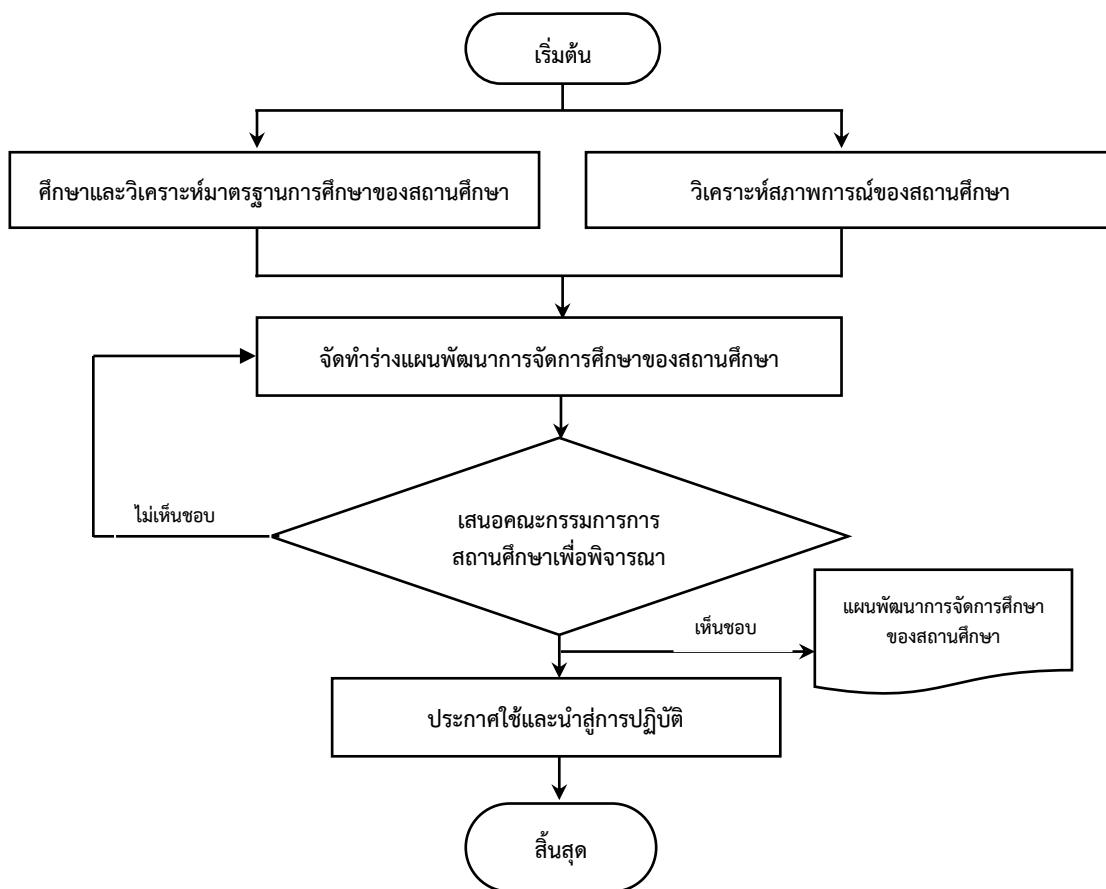 เริ่มต้น
ศึกษาและวิเคราะห์มาตรฐานการศึกษาของสถานศึกษา
วิเคราะห์สภาพการณ์ของสถานศึกษา
จัดทำร่างแผนพัฒนาการจัดการศึกษาของสถานศึกษา
ไม่เห็นชอบ
เสนอคณะกรรมการการ
สถานศึกษาเพื่อพิจารณา
เห็นชอบ
แผนพัฒนาการจัดการศึกษา
ของสถานศึกษา
ประกาศใช้และนำสู่การปฏิบัติ
สิ้นสุด